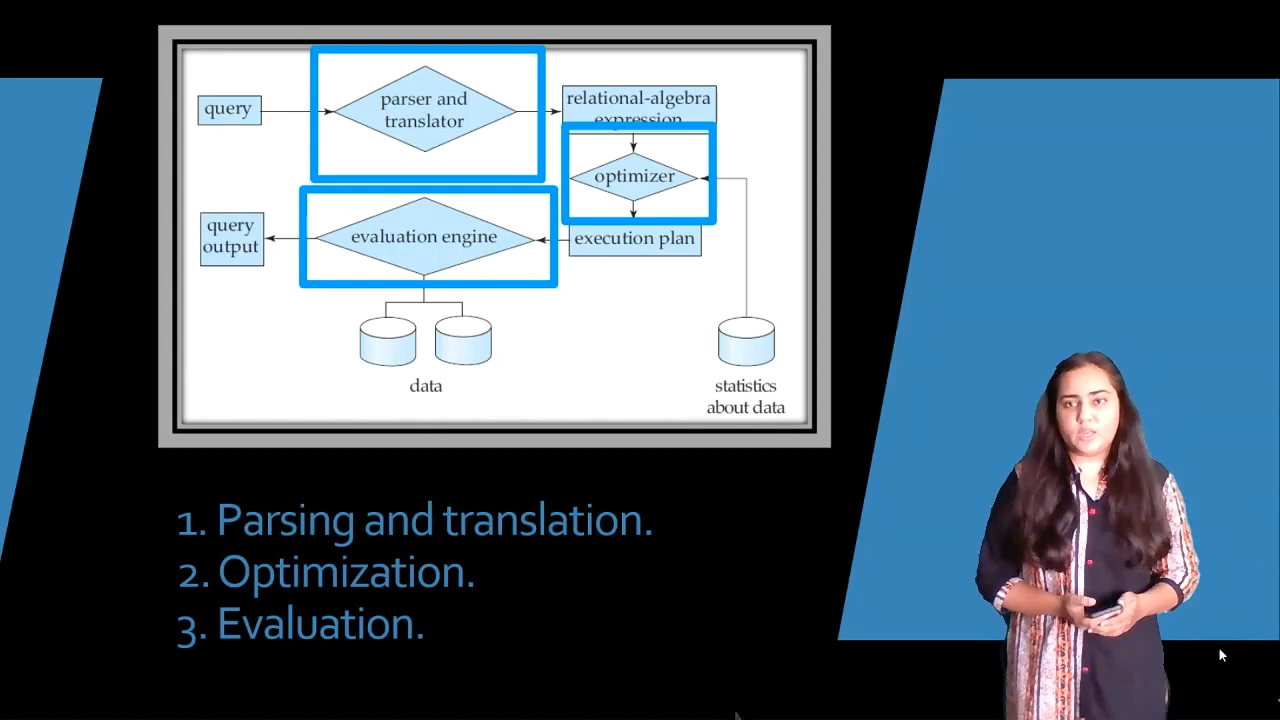 query
parser and
translator
relational-algebra
expression
optimizer
query
output
evaluation engine
execution plan
data
statistics
about data
1. Parsing and translation.
2. Optimization.
3. Evaluation.